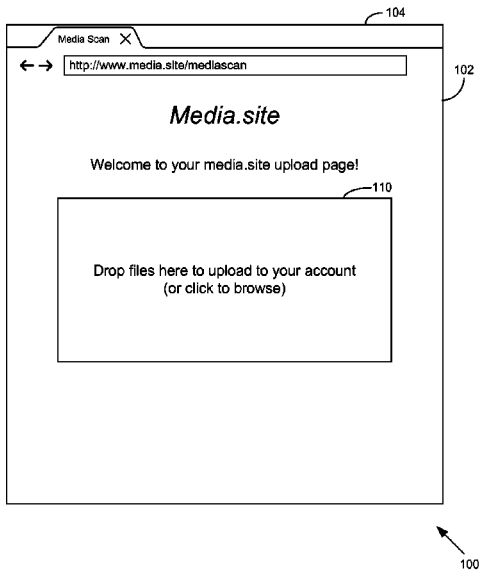 104
Media Scan
102
http://www.media.site/mediascan
Media.site
Welcome to your media.site upload page!
110
Drop files here to upload to your account
(or click to browse)
100